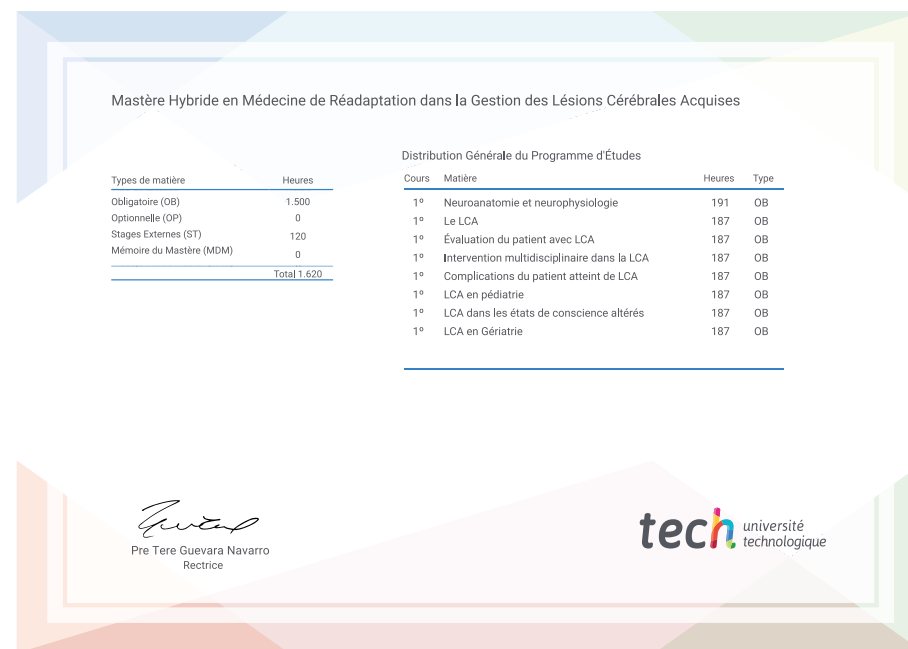 Mastère Hybride en Médecine de Réadaptation dans la Gestion des Lésions Cérébrales Acquises
Types de matière Heures
Obligatoire (OB) 1.500
Optionnelle (OP) 0
Stages Externes (ST) 120
Mémoire du Mastère (MDM) 0
Total 1.620
Distribution Générale du Programme d'Études
Cours Matière Heures Type
1º Neuroanatomie et neurophysiologie 191 OB
1º Le LCA 187 OB
1º Évaluation du patient avec LCA 187 OB
1º Intervention multidisciplinaire dans la LCA 187 OB
1º Complications du patient atteint de LCA 187 OB
1º LCA en pédiatrie 187 OB
1º LCA dans les états de conscience altérés 187 OB
1º LCA en Gériatrie 187 OB
Pre Tere Guevara Navarro
Rectrice
tech université
technologique